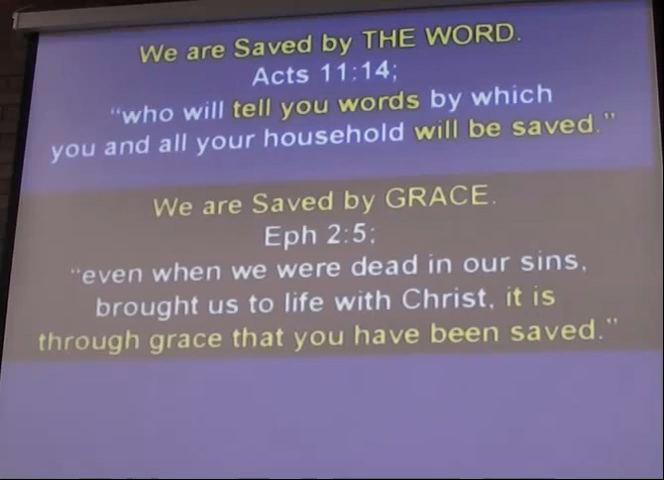 We are Saved by THE WORD.
Acts 11:14;
“who will tell you words by which
you and all your household will be saved.”
We are Saved by GRACE.
Eph 2:5;
“even when we were dead in our sins,
brought us to life with Christ, it is
through grace that you have been saved.”